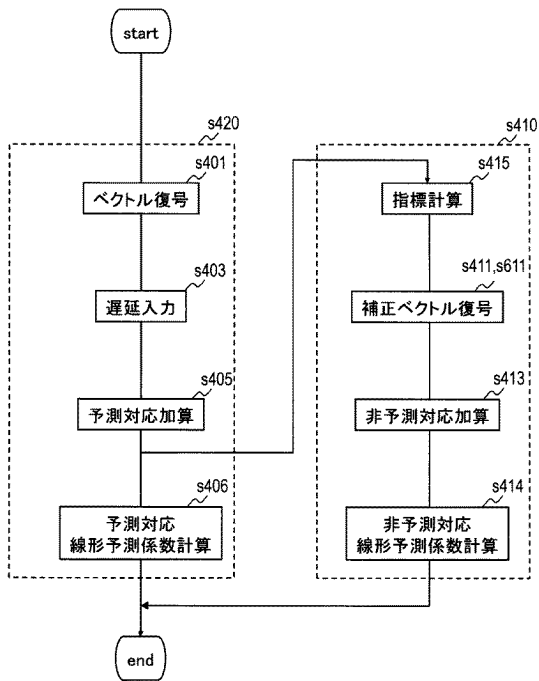 start
s420
s401
ベクトル復号
s403
遅延入力
s405
予測対応加算
s406
予測対応
線形予測係数計算
s410
s415
指標計算
s411,s611
補正ベクトル復号
s413
非予測対応加算
s414
非予測対応
線形予測係数計算
end